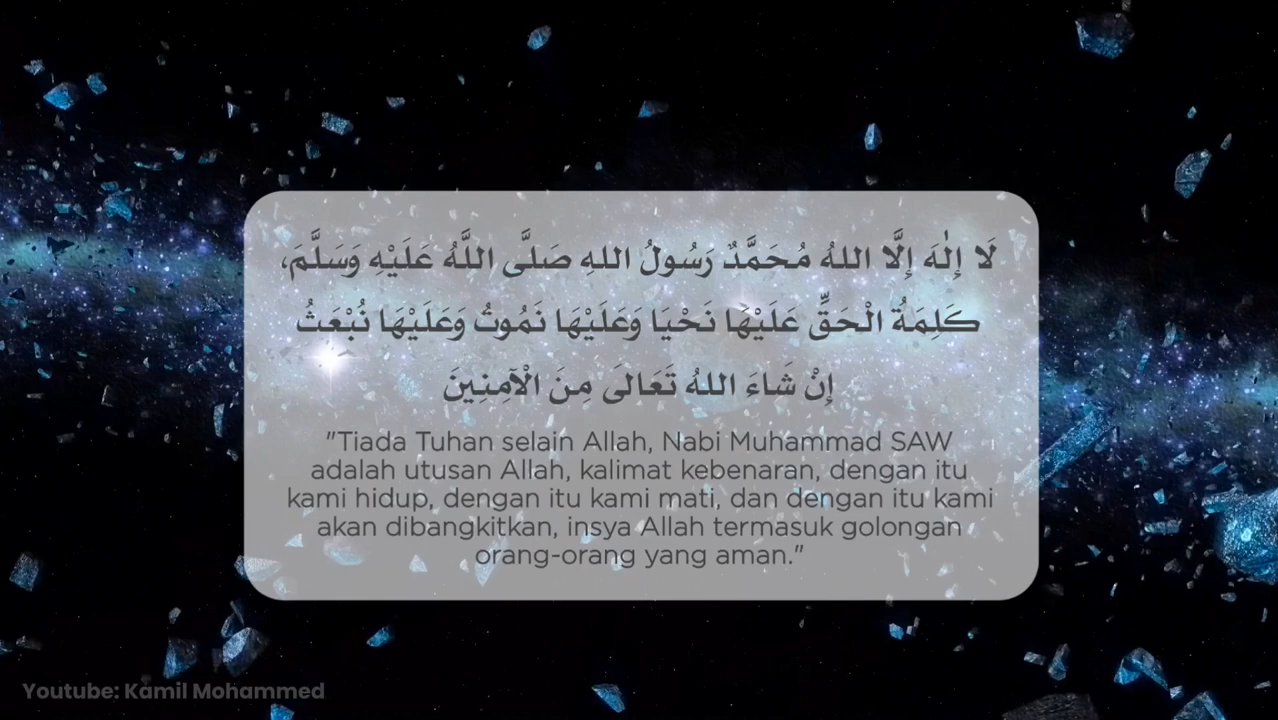 لَا إِلٰهَ إِلَّا اللهُ مُحَمَّدٌ رَسُولُ اللهِ صَلَّى اللَّهُ عَلَيْهِ وَسَلَّمَ،
كَلِمَةُ الْحَقِّ عَلَيْهَا نَحْيَا وَعَلَيْهَا نَمُوتُ وَعَلَيْهَا نُبْعَثُ
إِنْ شَاءَ اللهُ تَعَالَى مِنَ الْآمِنِينَ
"Tiada Tuhan selain Allah, Nabi Muhammad SAW
adalah utusan Allah, kalimat kebenaran, dengan itu
kami hidup, dengan itu kami mati, dan dengan itu kami
akan dibangkitkan, insya Allah termasuk golongan
orang-orang yang aman."
Youtube: Kamil Mohammed